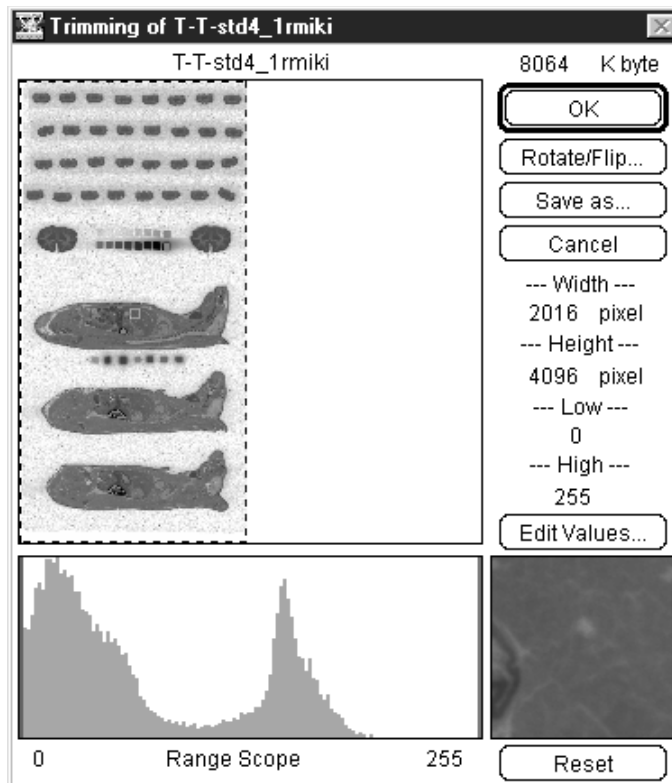 Trimming of T-T-std4_1rmiki
T-T-std4_1rmiki
8064 K byte
OK
Rotate/Flip...
Save as...
Cancel
--- Width ---
2016 pixel
--- Height ---
4096 pixel
--- Low ---
0
--- High ---
255
Edit Values...
0 Range Scope 255
Reset